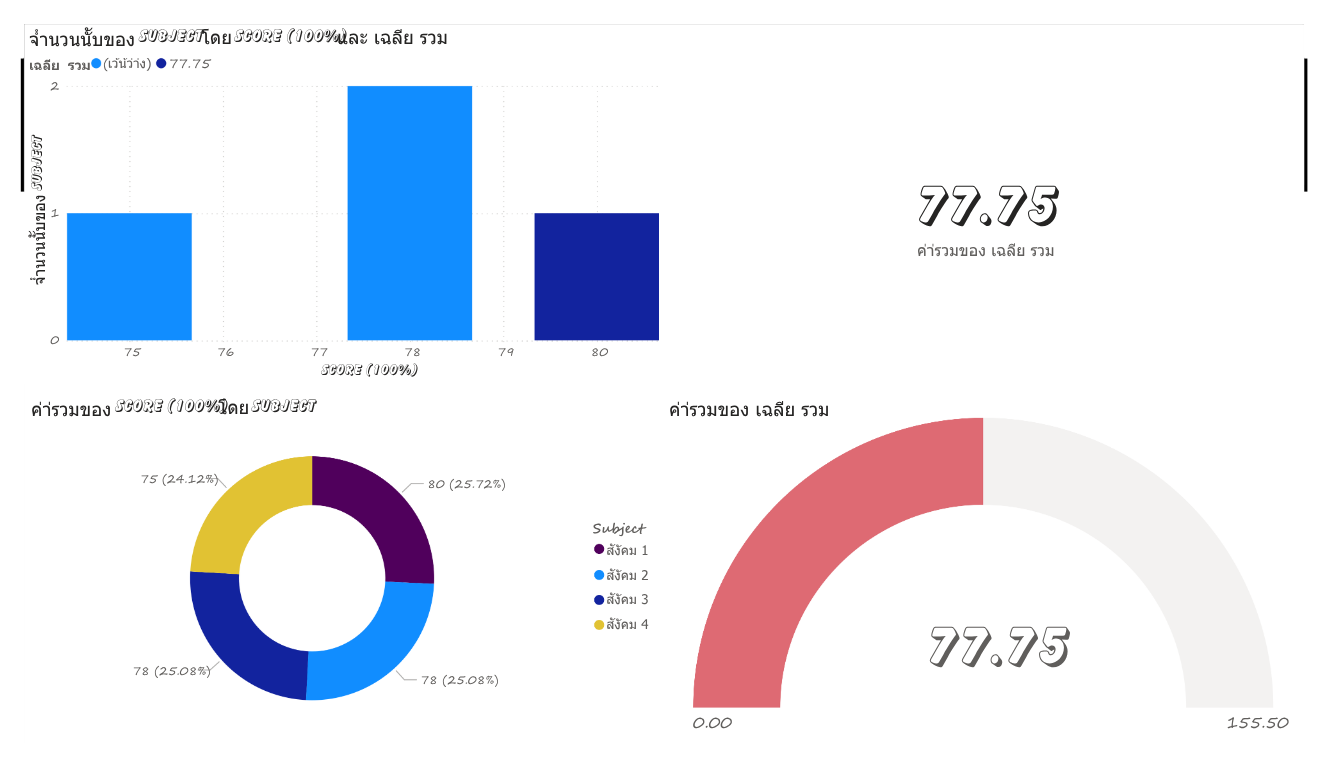 จำนวนนับของ SUBJECT โดย SCORE (100%) และ เฉลี่ย รวม
เฉลี่ย รวม (เว้นว่าง) 77.75
จำนวนนับของ SUBJECT
2
1
0
75 76 77 78 79 80
SCORE (100%)
77.75
ค่ารวมของ เฉลี่ย รวม
ค่ารวมของ SCORE (100%) โดย SUBJECT
75 (24.12%)
80 (25.72%)
78 (25.08%)
78 (25.08%)
Subject
สังคม 1
สังคม 2
สังคม 3
สังคม 4
ค่ารวมของ เฉลี่ย รวม
77.75
0.00
155.50